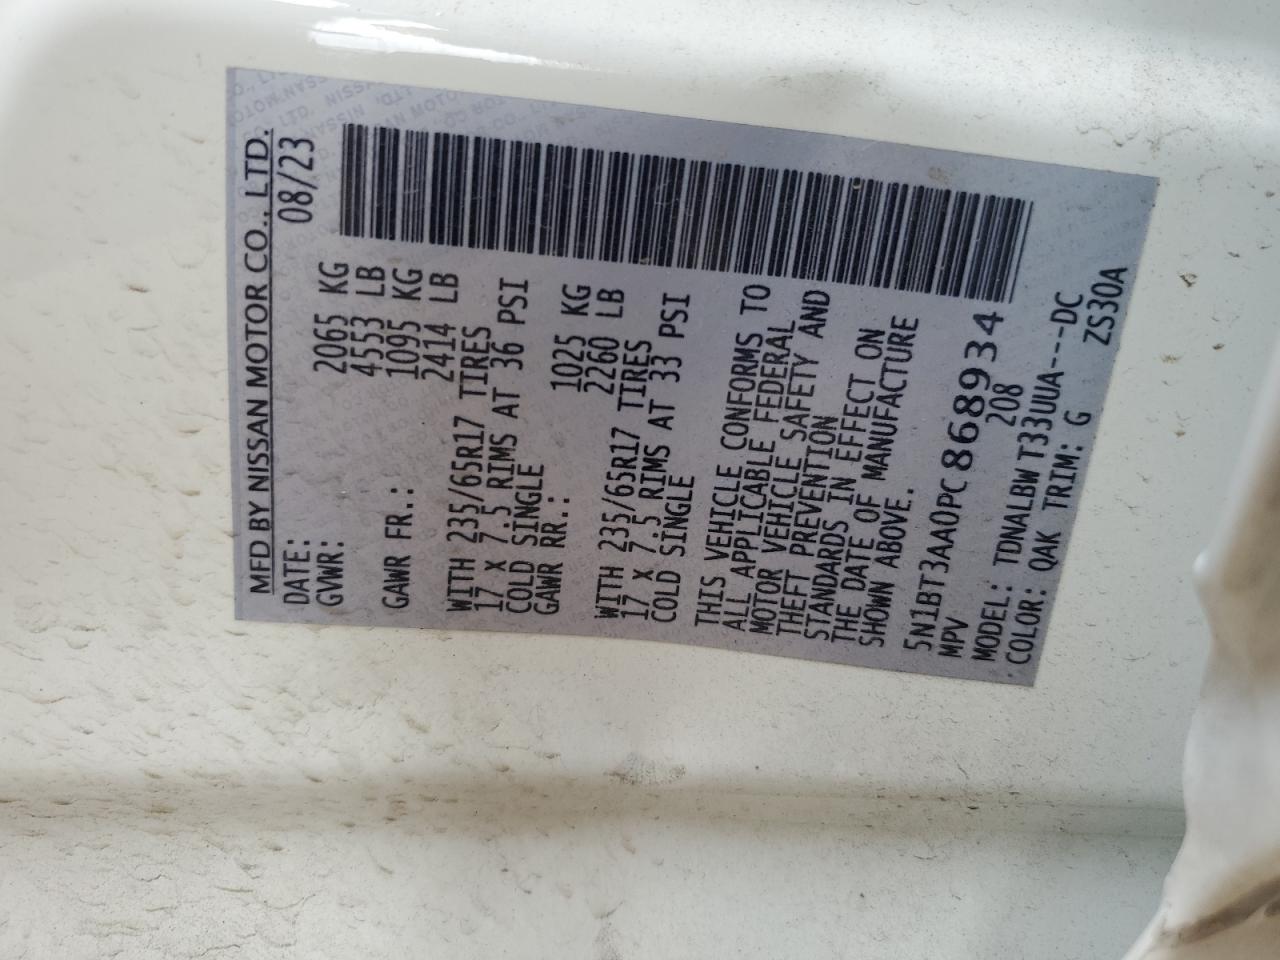 MFD BY NISSAN MOTOR CO., LTD.
DATE: 08/23
GVWR: 2065 KG
4553 LB
GAWR FR.: 1095 KG
2414 LB
WITH 235/65R17 TIRES
17 x 7.5 RIMS AT 36 PSI
COLD SINGLE
GAWR RR.: 1025 KG
2260 LB
WITH 235/65R17 TIRES
17 x 7.5 RIMS AT 33 PSI
COLD SINGLE
THIS VEHICLE CONFORMS TO
ALL APPLICABLE FEDERAL
MOTOR VEHICLE SAFETY AND
THEFT PREVENTION
STANDARDS IN EFFECT ON
THE DATE OF MANUFACTURE
SHOWN ABOVE.
5N1BT3AA0PC868934
MPV 208
MODEL: TDNALBWT33UUA---DC
COLOR: QAK TRIM: G ZS30A